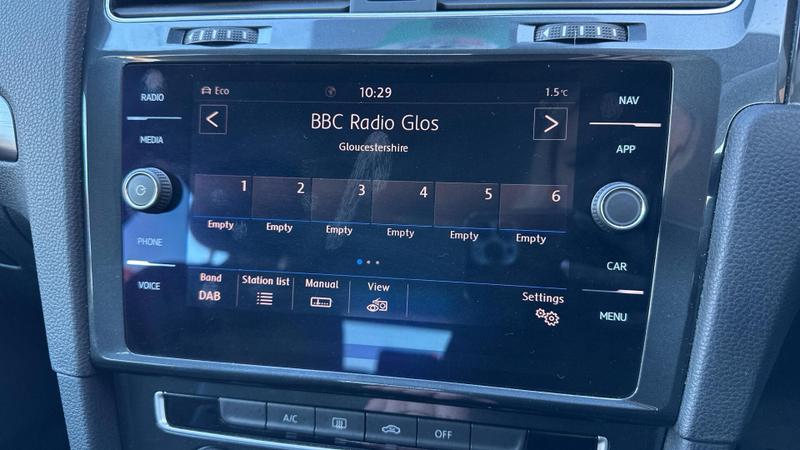 RADIO
MEDIA
PHONE
VOICE
Eco 10:29 1.5°C
< BBC Radio Glos >
Gloucestershire
1 2 3 4 5 6
Empty Empty Empty Empty Empty Empty
Band Station list Manual View Settings
DAB
NAV
APP
CAR
MENU
A/C OFF